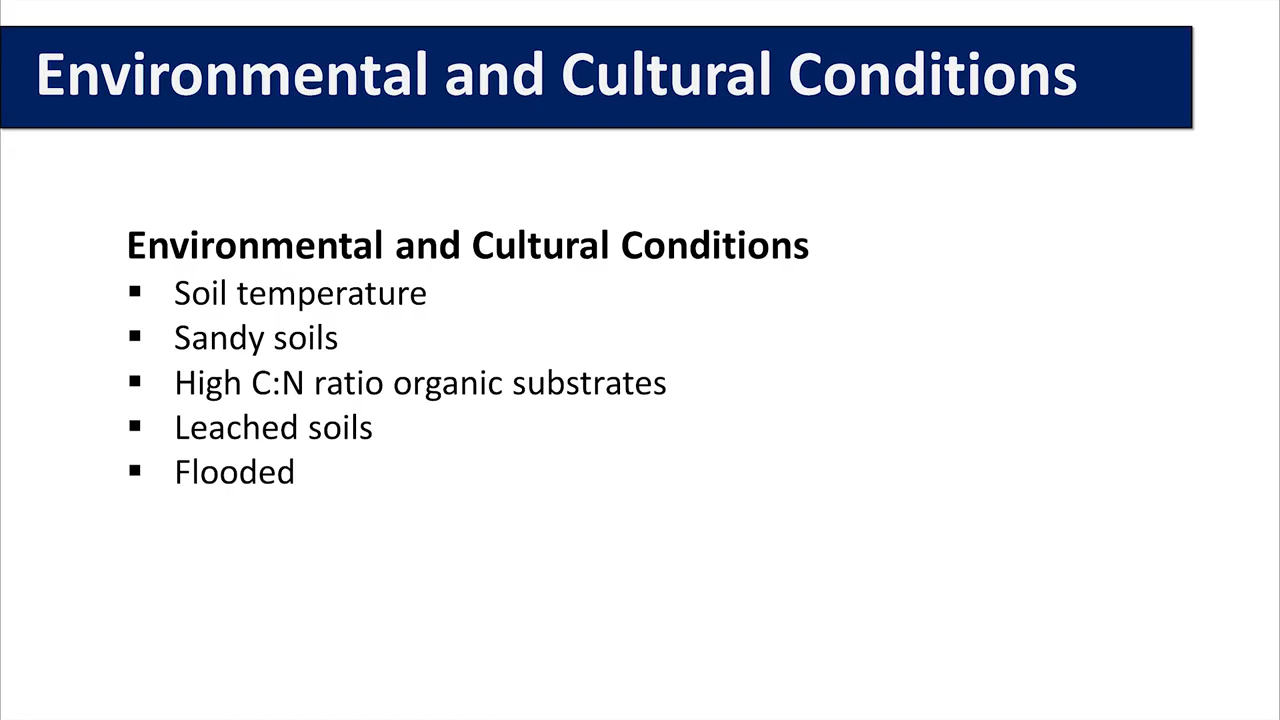 Environmental and Cultural Conditions
Environmental and Cultural Conditions
▪ Soil temperature
▪ Sandy soils
▪ High C:N ratio organic substrates
▪ Leached soils
▪ Flooded